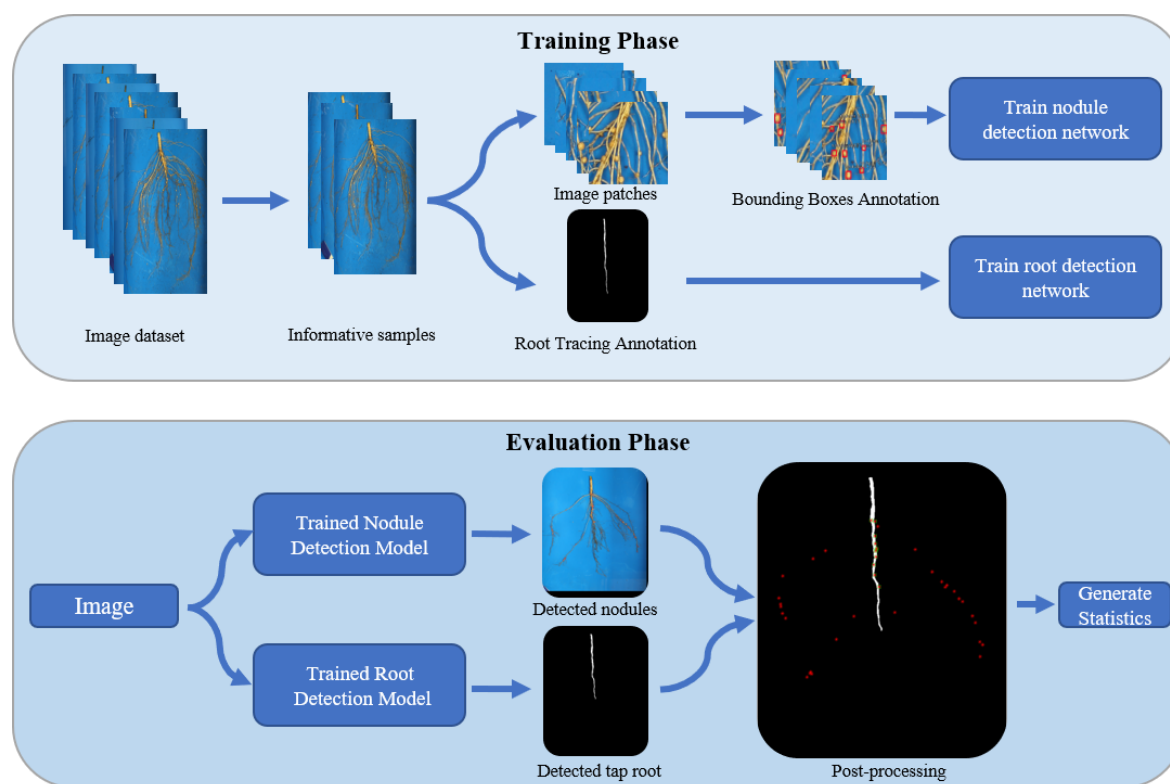 Training Phase
Image dataset
Informative samples
Image patches
Root Tracing Annotation
Bounding Boxes Annotation
Train nodule
detection network
Train root detection
network
Evaluation Phase
Image
Trained Nodule
Detection Model
Trained Root
Detection Model
Detected nodules
Detected tap root
Post-processing
Generate
Statistics